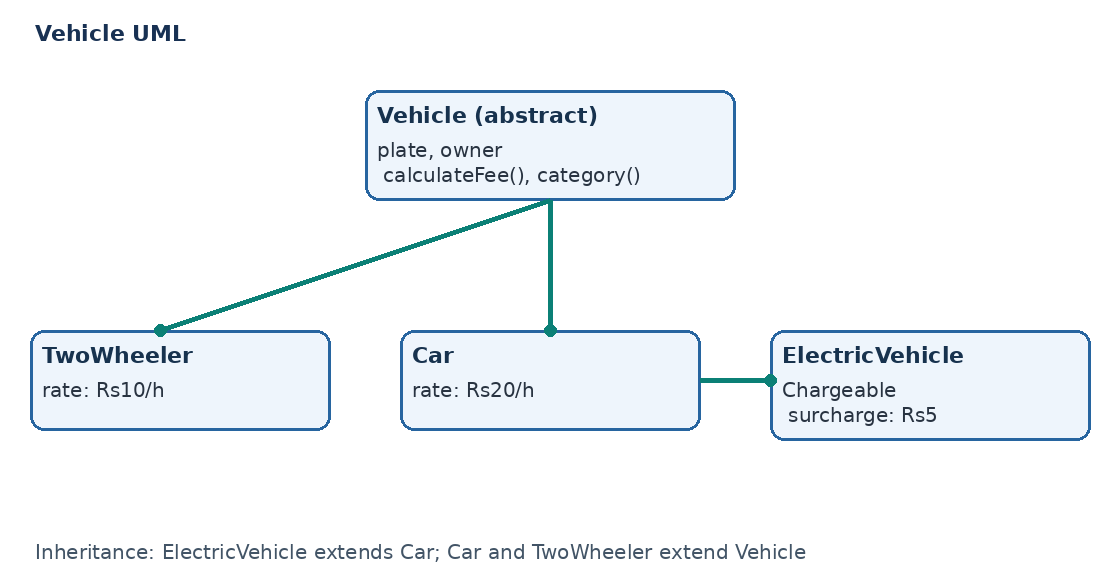 Vehicle UML
Vehicle (abstract)
plate, owner
calculateFee(), category()
TwoWheeler
rate: Rs10/h
Car
rate: Rs20/h
ElectricVehicle
Chargeable
surcharge: Rs5
Inheritance: ElectricVehicle extends Car; Car and TwoWheeler extend Vehicle